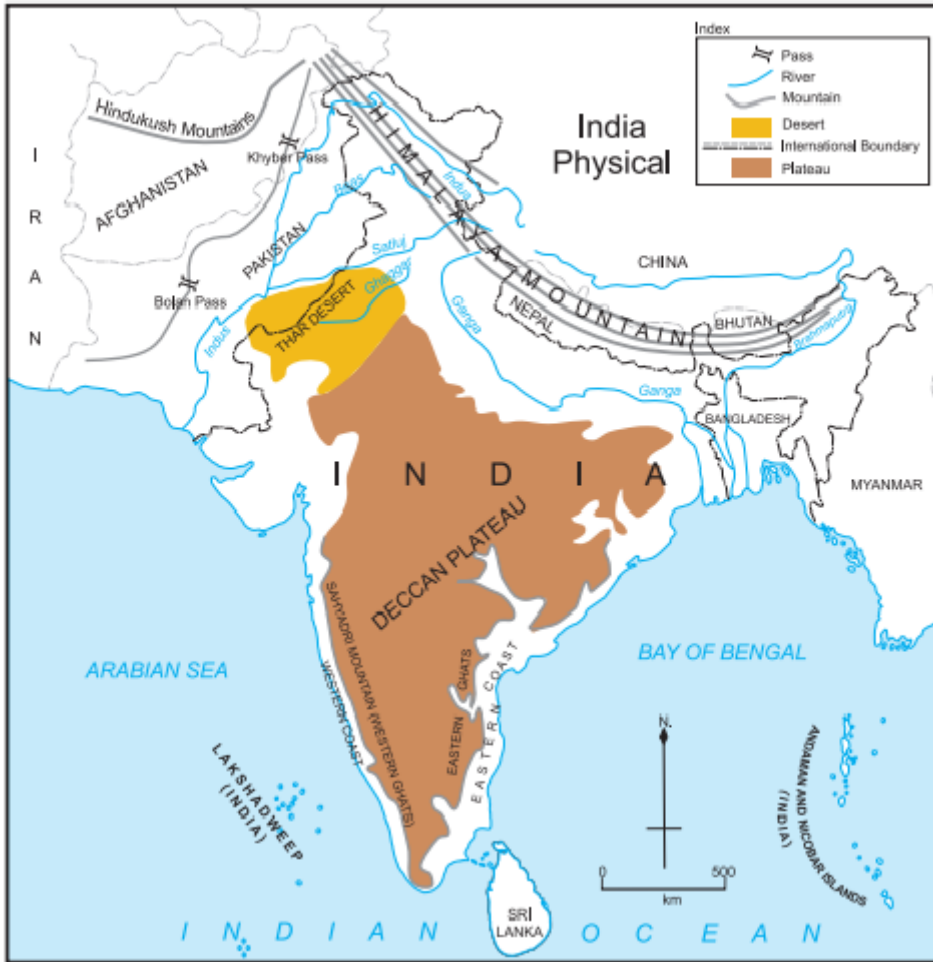 Index
Pass
River
Mountain
Desert
International Boundary
Plateau
India
Physical
Hindukush Mountains
Khyber Pass
I R A N
AFGHANISTAN
PAKISTAN
Bolan Pass
HIMALAYA MOUNTAIN
Indus
Beas
Satluj
Ghaggar
Indus
THAR DESERT
CHINA
NEPAL
BHUTAN
Brahmaputra
Ganga
Ganga
BANGLADESH
MYANMAR
I N D I A
DECCAN PLATEAU
SAHYADRI MOUNTAIN (WESTERN GHATS)
WESTERN COAST
EASTERN GHATS
EASTERN COAST
ARABIAN SEA
BAY OF BENGAL
LAKSHADWEEP
(INDIA)
ANDAMAN AND NICOBAR ISLANDS
(INDIA)
N.
0 500
km
SRI
LANKA
I N D I A N O C E A N